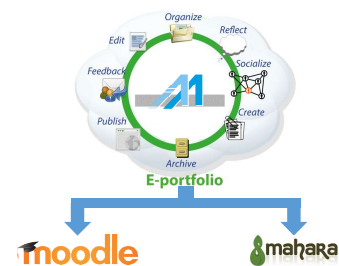 Organize
Reflect
Edit
Socialize
Feedback
Create
Publish
Archive
E-portfolio
moodle
mahara